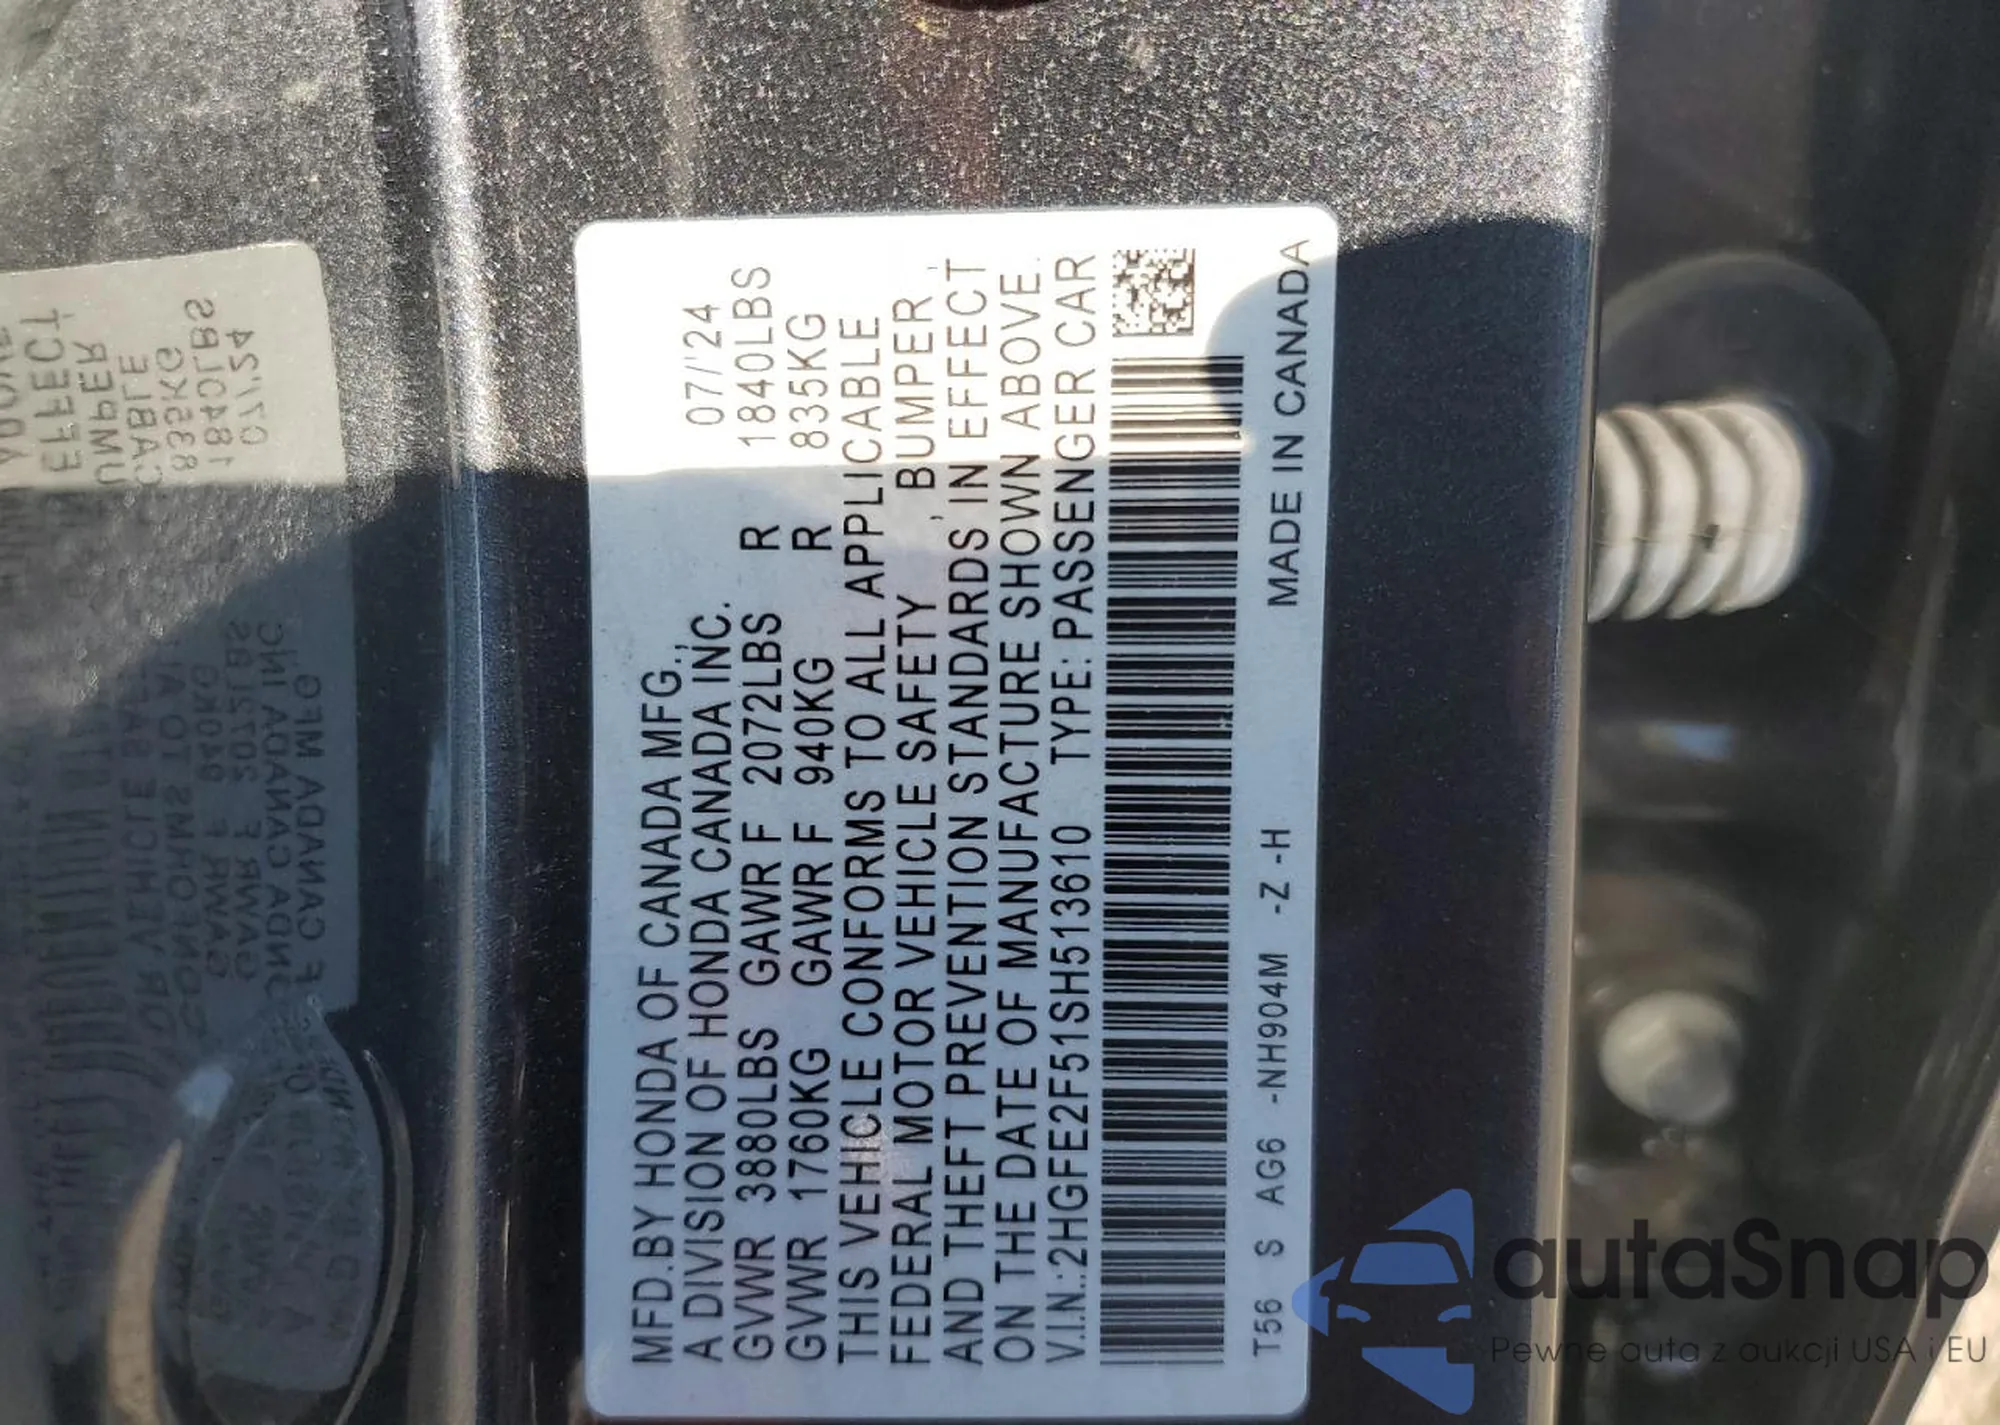 MFD.BY HONDA OF CANADA MFG.,
A DIVISION OF HONDA CANADA INC. 07/'24
GVWR 3880LBS GAWR F 2072LBS R 1840LBS
GVWR 1760KG GAWR F 940KG R 835KG
THIS VEHICLE CONFORMS TO ALL APPLICABLE
FEDERAL MOTOR VEHICLE SAFETY , BUMPER ,
AND THEFT PREVENTION STANDARDS IN EFFECT
ON THE DATE OF MANUFACTURE SHOWN ABOVE.
V.I.N.:2HGFE2F51SH513610 TYPE: PASSENGER CAR
T56 S AG6 -NH904M -Z -H MADE IN CANADA
autaSnap
Pewne auta z aukcji USA i EU